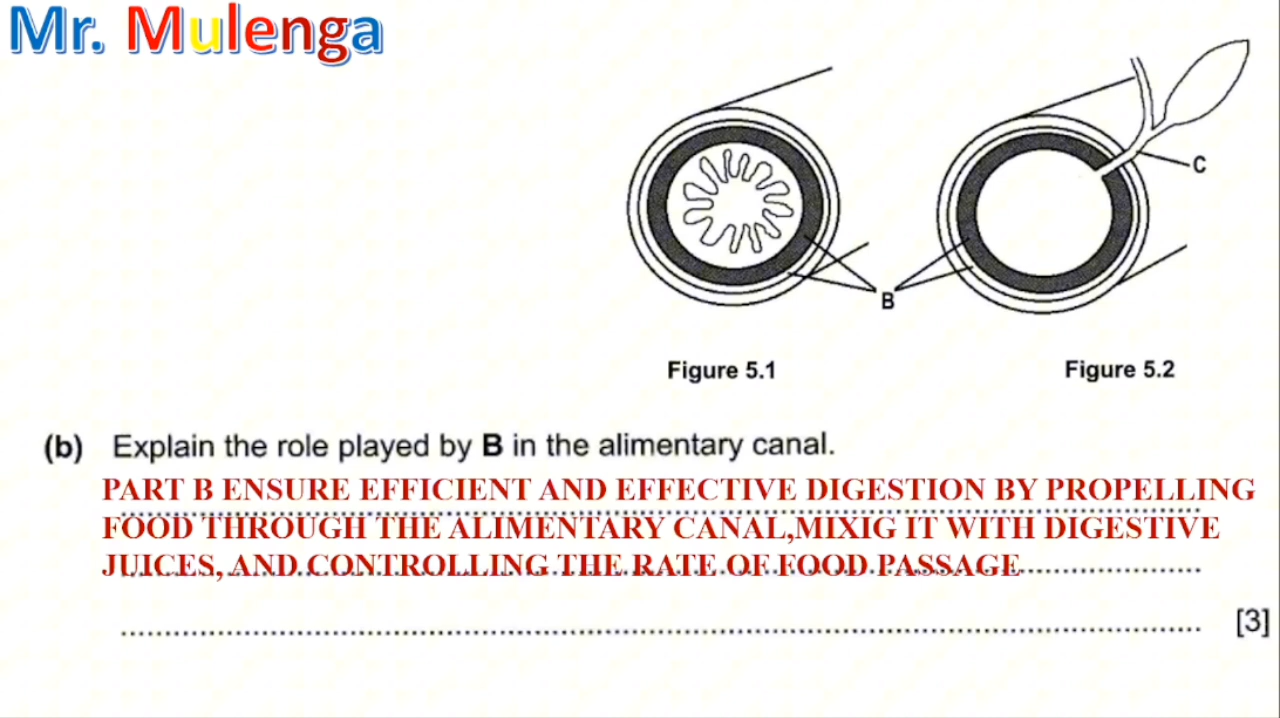 Mr. Mulenga
C
B
Figure 5.1
Figure 5.2
(b) Explain the role played by B in the alimentary canal.
PART B ENSURE EFFICIENT AND EFFECTIVE DIGESTION BY PROPELLING
FOOD THROUGH THE ALIMENTARY CANAL,MIXIG IT WITH DIGESTIVE
JUICES, AND CONTROLLING THE RATE OF FOOD PASSAGE
[3]